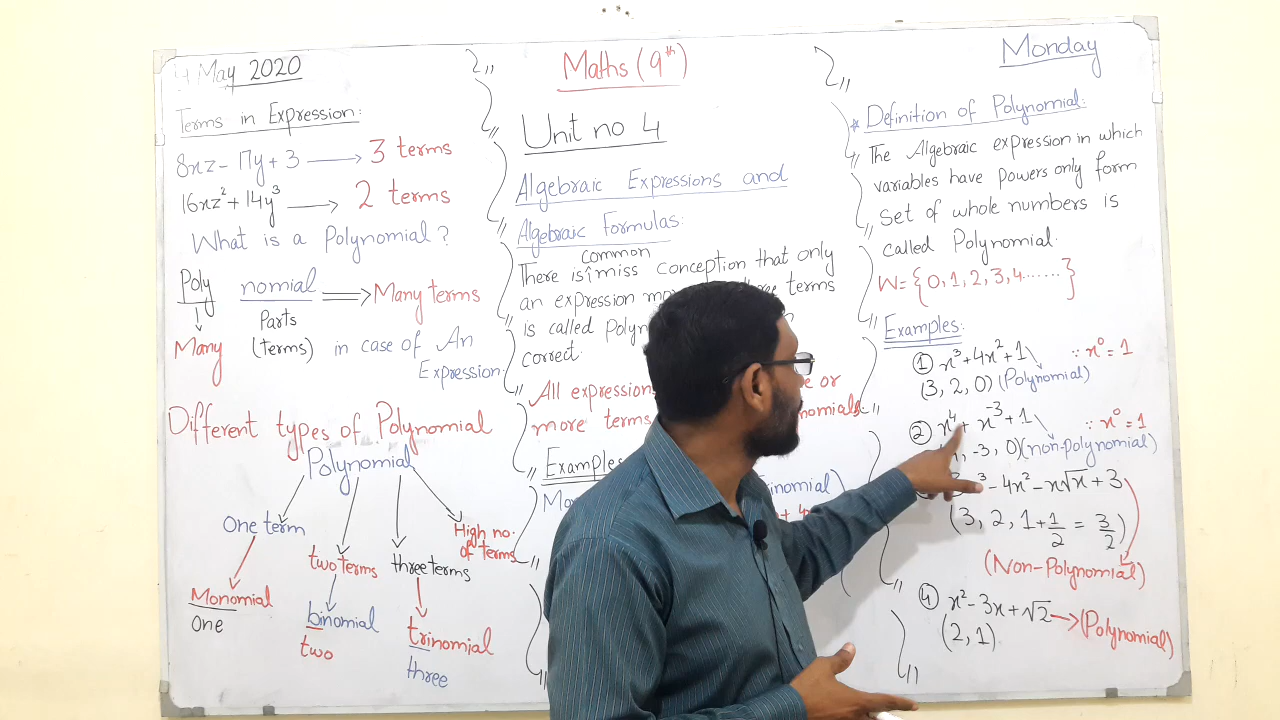 May 2020
Terms in Expression:
8xz - 17y + 3 → 3 terms
16xz² + 14y³ → 2 terms
What is a Polynomial?
Poly nomial ⇒ Many terms
Many
Parts
(terms) in case of An
Expression.
Different types of Polynomial
Polynomial
One term
two terms
three terms
High no.
of terms
Monomial
One
binomial
two
trinomial
three
Maths (9th)
Unit no 4
Algebraic Expressions and
Algebraic Formulas:
common
There is miss conception that only
an expression terms
is called
correct.
All or
more terms
Examples
Monday
* Definition of Polynomial:
The Algebraic expression in which
variables have powers only form
set of whole numbers is
called Polynomial.
W = {0, 1, 2, 3, 4.......}
Examples:
① x³ + 4x² + 1 ∵ x⁰ = 1
(3, 2, 0) (Polynomial)
② x⁴ + x⁻³ + 1 ∵ x⁰ = 1
-3, 0) (non-polynomial)
³ - 4x² - x√x + 3
(3, 2, 1 + 1/2 = 3/2)
(Non-Polynomial)
④ x² - 3x + √2 → (Polynomial)
(2, 1)